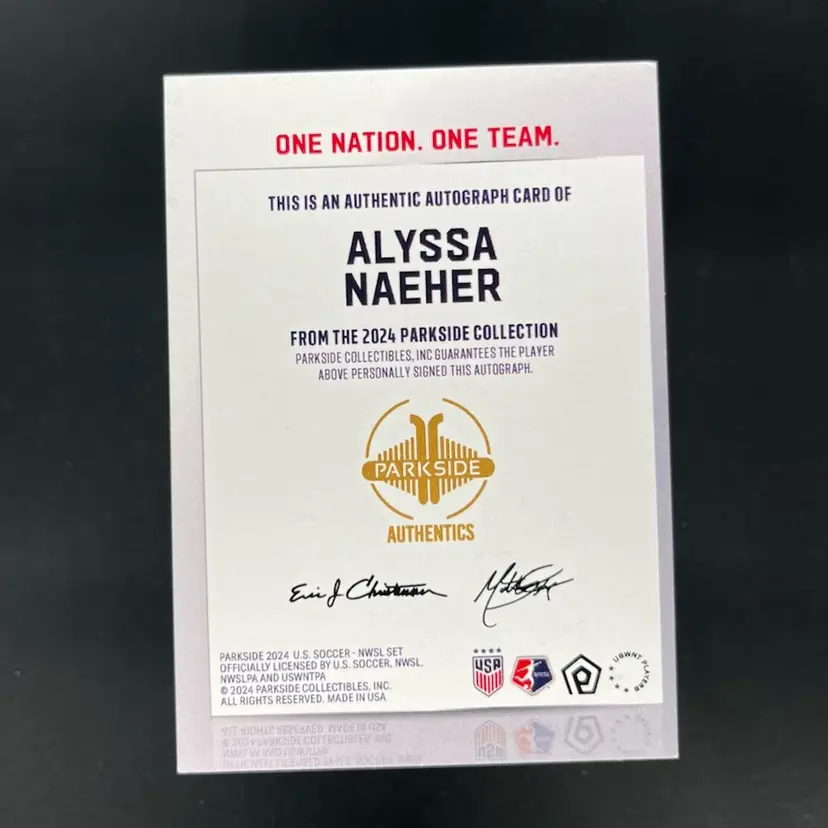 ONE NATION. ONE TEAM.
THIS IS AN AUTHENTIC AUTOGRAPH CARD OF
ALYSSA
NAEHER
FROM THE 2024 PARKSIDE COLLECTION
PARKSIDE COLLECTIBLES, INC GUARANTEES THE PLAYER
ABOVE PERSONALLY SIGNED THIS AUTOGRAPH.
PARKSIDE
AUTHENTICS
Eric J
PARKSIDE 2024 U.S. SOCCER - NWSL SET
OFFICIALLY LICENSED BY U.S. SOCCER, NWSL,
NWSLPA AND USWNTPA
© 2024 PARKSIDE COLLECTIBLES, INC.
ALL RIGHTS RESERVED. MADE IN USA
USA
NWSL
P
USWNT PLAYERS